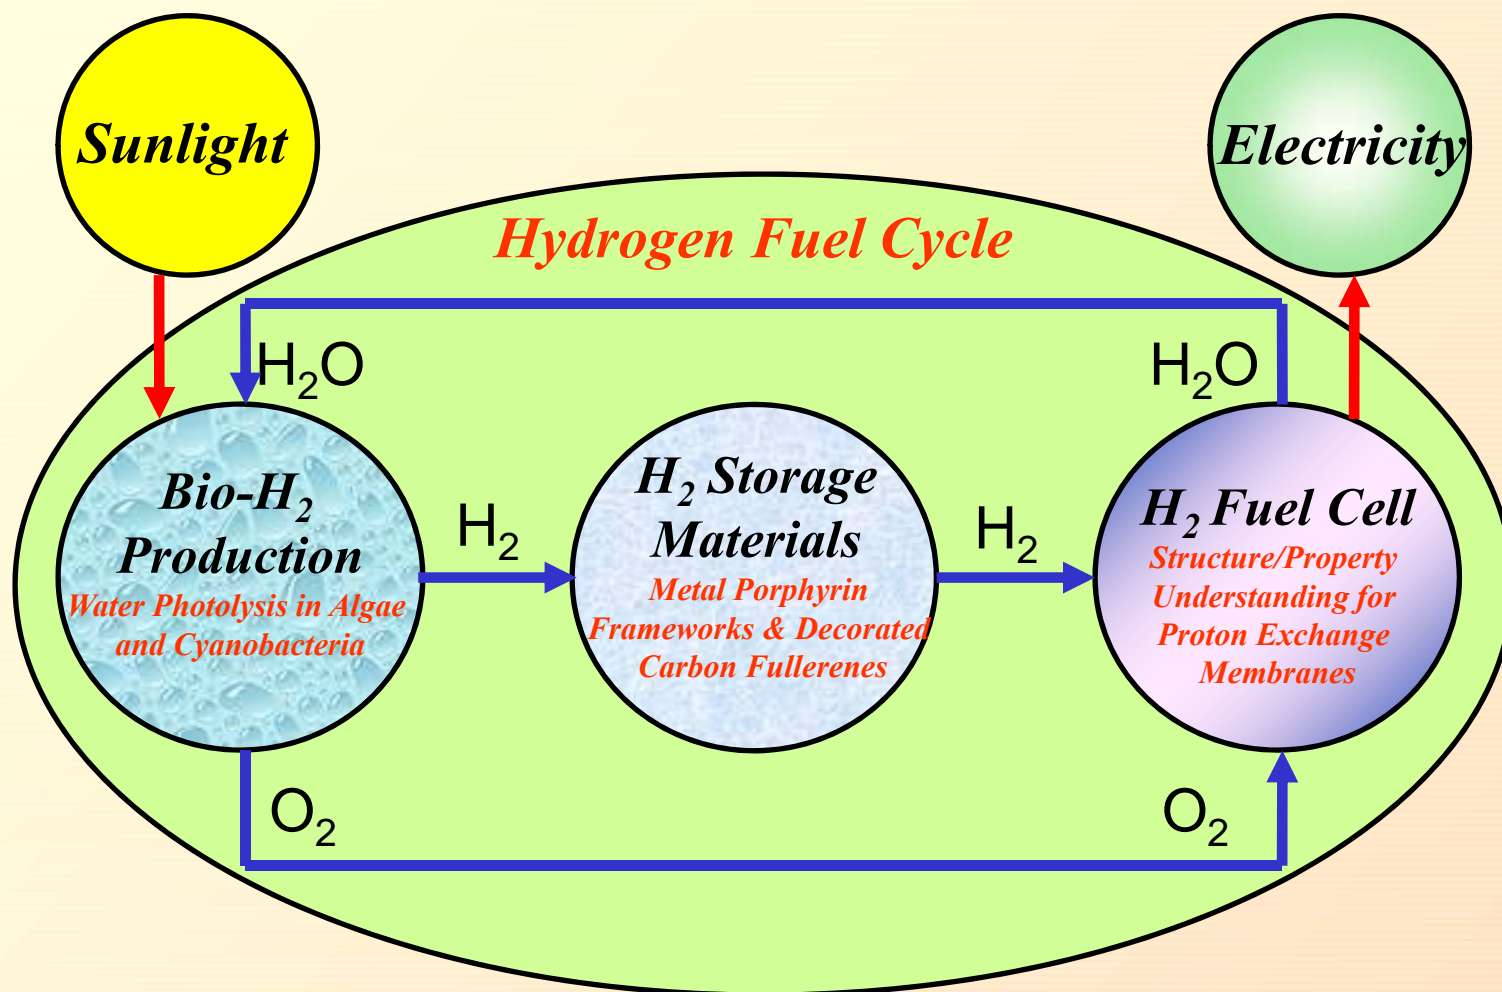 Sunlight
Electricity
Hydrogen Fuel Cycle
H₂O
H₂O
Bio-H₂
Production
Water Photolysis in Algae
and Cyanobacteria
H₂
H₂ Storage
Materials
Metal Porphyrin
Frameworks & Decorated
Carbon Fullerenes
H₂
H₂ Fuel Cell
Structure/Property
Understanding for
Proton Exchange
Membranes
O₂
O₂